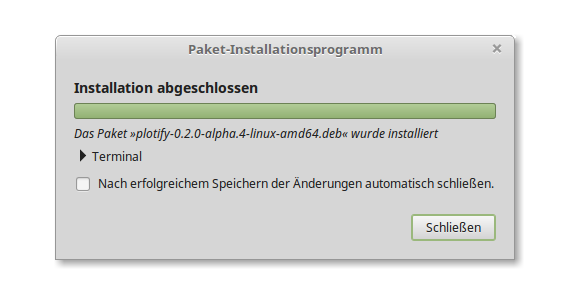 Paket-Installationsprogramm
Installation abgeschlossen
Das Paket »plotify-0.2.0-alpha.4-linux-amd64.deb« wurde installiert
Terminal
Nach erfolgreichem Speichern der Änderungen automatisch schließen.
Schließen